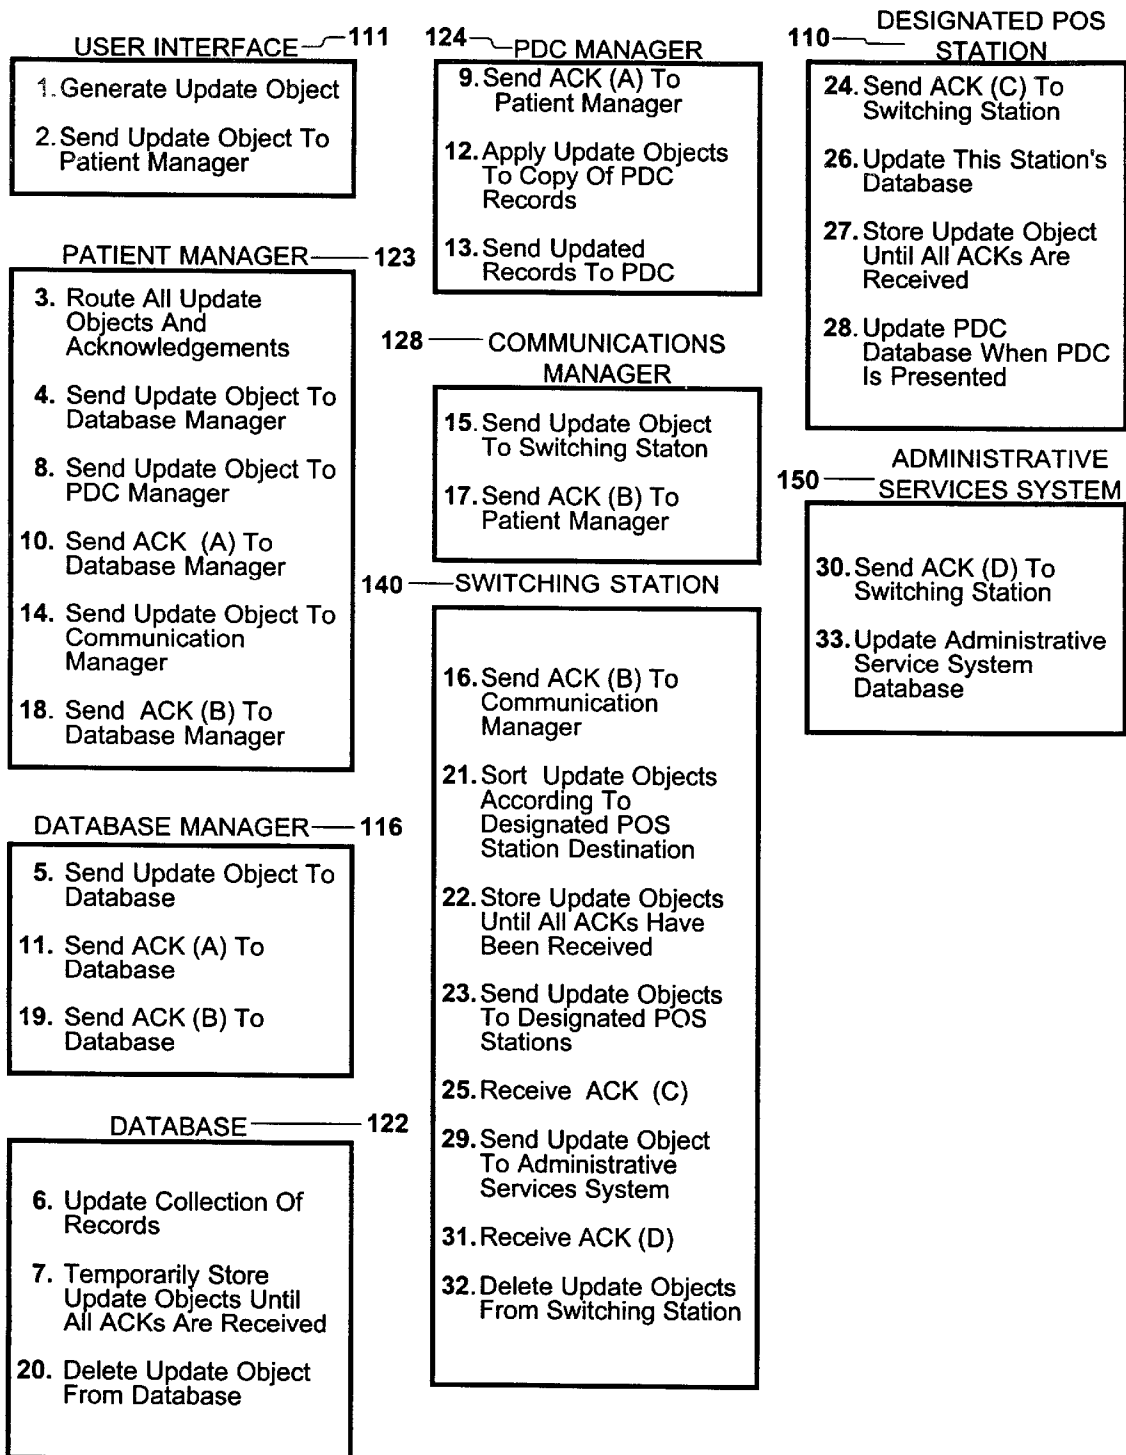 USER INTERFACE 111
1. Generate Update Object
2. Send Update Object To
Patient Manager
PATIENT MANAGER 123
3. Route All Update
Objects And
Acknowledgements
4. Send Update Object To
Database Manager
8. Send Update Object To
PDC Manager
10. Send ACK (A) To
Database Manager
14. Send Update Object To
Communication
Manager
18. Send ACK (B) To
Database Manager
DATABASE MANAGER 116
5. Send Update Object To
Database
11. Send ACK (A) To
Database
19. Send ACK (B) To
Database
DATABASE 122
6. Update Collection Of
Records
7. Temporarily Store
Update Objects Until
All ACKs Are Received
20. Delete Update Object
From Database
124 PDC MANAGER
9. Send ACK (A) To
Patient Manager
12. Apply Update Objects
To Copy Of PDC
Records
13. Send Updated
Records To PDC
128 COMMUNICATIONS
MANAGER
15. Send Update Object
To Switching Staton
17. Send ACK (B) To
Patient Manager
140 SWITCHING STATION
16. Send ACK (B) To
Communication
Manager
21. Sort Update Objects
According To
Designated POS
Station Destination
22. Store Update Objects
Until All ACKs Have
Been Received
23. Send Update Objects
To Designated POS
Stations
25. Receive ACK (C)
29. Send Update Object
To Administrative
Services System
31. Receive ACK (D)
32. Delete Update Objects
From Switching Station
DESIGNATED POS
110 STATION
24. Send ACK (C) To
Switching Station
26. Update This Station's
Database
27. Store Update Object
Until All ACKs Are
Received
28. Update PDC
Database When PDC
Is Presented
ADMINISTRATIVE
150 SERVICES SYSTEM
30. Send ACK (D) To
Switching Station
33. Update Administrative
Service System
Database